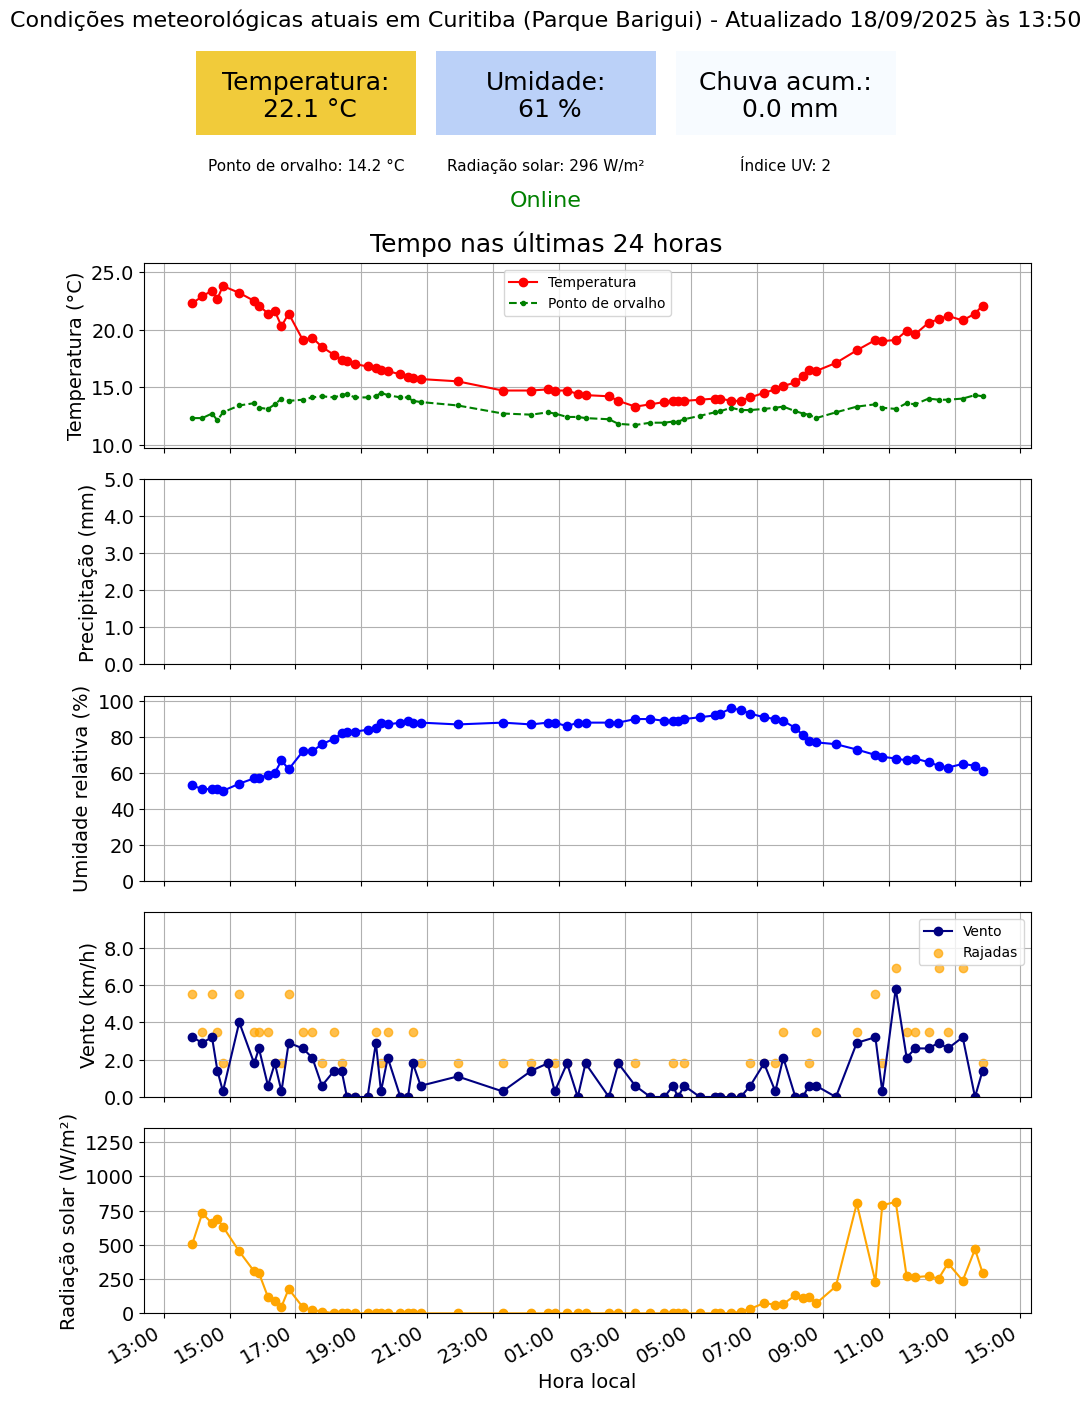 Condições meteorológicas atuais em Curitiba (Parque Barigui) - Atualizado 18/09/2025 às 13:50
Temperatura:
22.1 °C
Umidade:
61 %
Chuva acum.:
0.0 mm
Ponto de orvalho: 14.2 °C
Radiação solar: 296 W/m²
Índice UV: 2
Online
Tempo nas últimas 24 horas
Temperatura (°C)
25.0
20.0
15.0
10.0
Temperatura
Ponto de orvalho
Precipitação (mm)
5.0
4.0
3.0
2.0
1.0
0.0
Umidade relativa (%)
100
80
60
40
20
0
Vento (km/h)
8.0
6.0
4.0
2.0
0.0
Vento
Rajadas
Radiação solar (W/m²)
1250
1000
750
500
250
0
13:00
15:00
17:00
19:00
21:00
23:00
01:00
03:00
05:00
07:00
09:00
11:00
13:00
15:00
Hora local